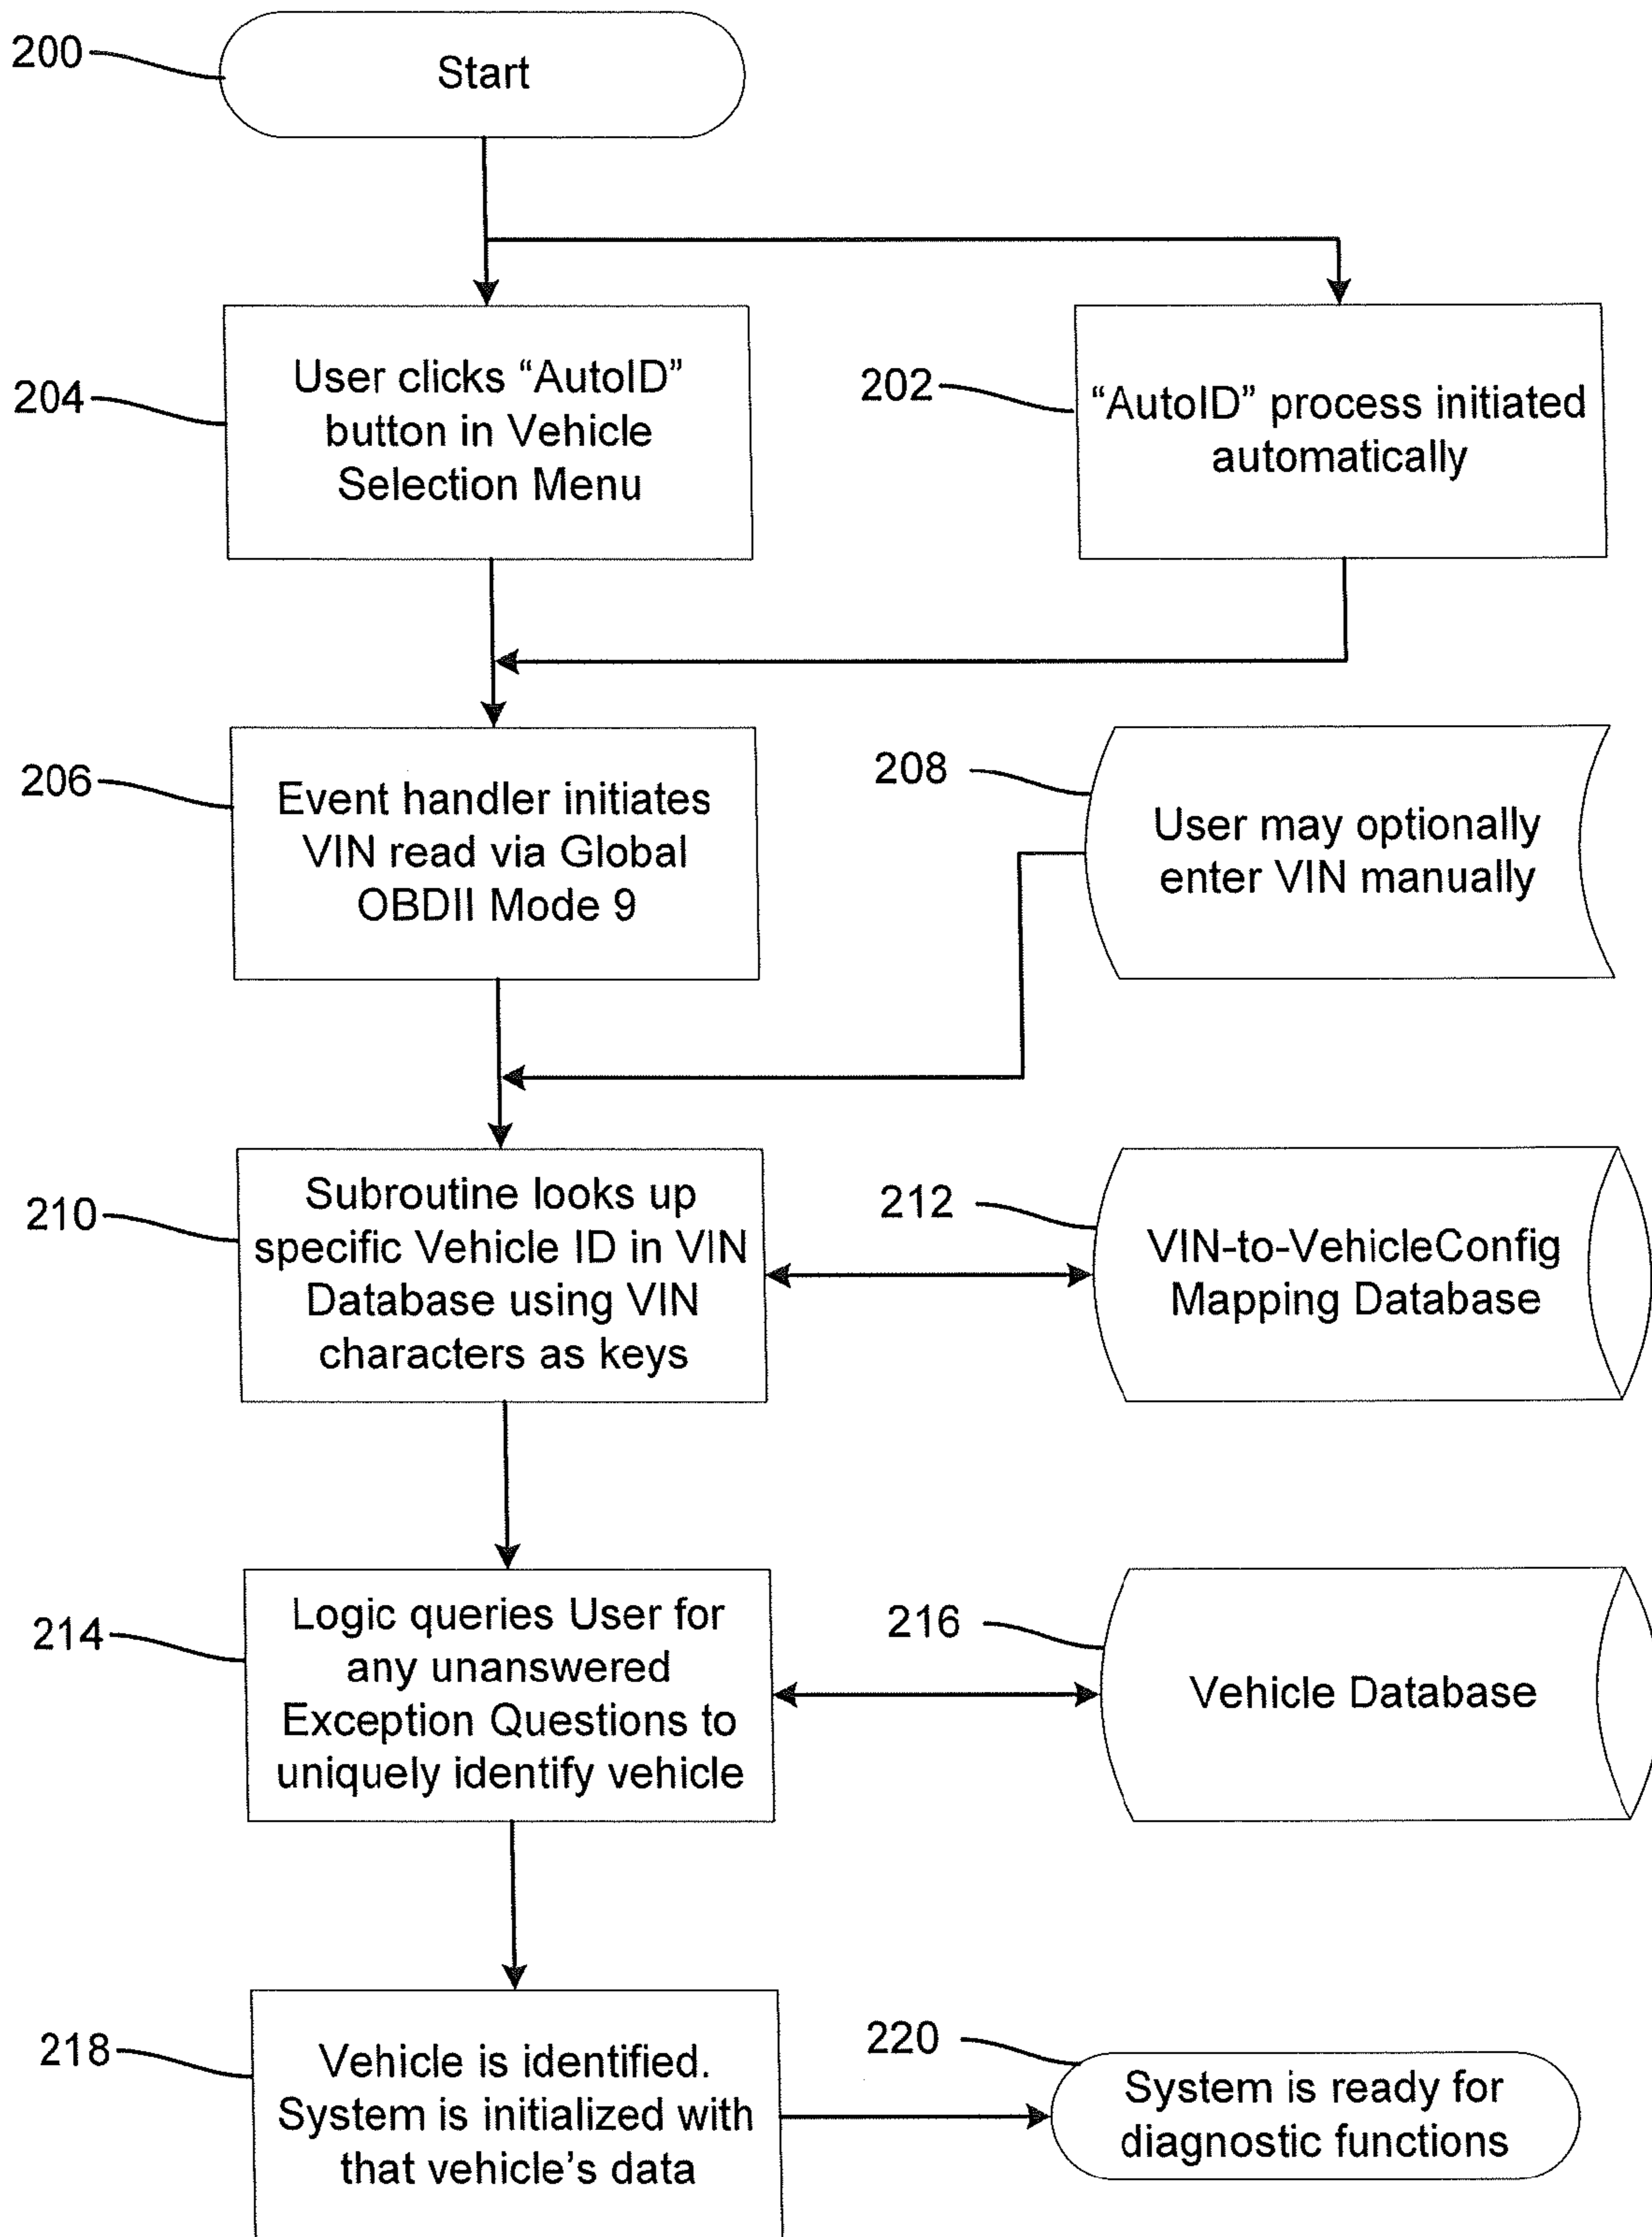 200
Start
204
User clicks “AutoID”
button in Vehicle
Selection Menu
202
“AutoID” process initiated
automatically
206
Event handler initiates
VIN read via Global
OBDII Mode 9
208
User may optionally
enter VIN manually
210
Subroutine looks up
specific Vehicle ID in VIN
Database using VIN
characters as keys
212
VIN-to-VehicleConfig
Mapping Database
214
Logic queries User for
any unanswered
Exception Questions to
uniquely identify vehicle
216
Vehicle Database
218
Vehicle is identified.
System is initialized with
that vehicle’s data
220
System is ready for
diagnostic functions